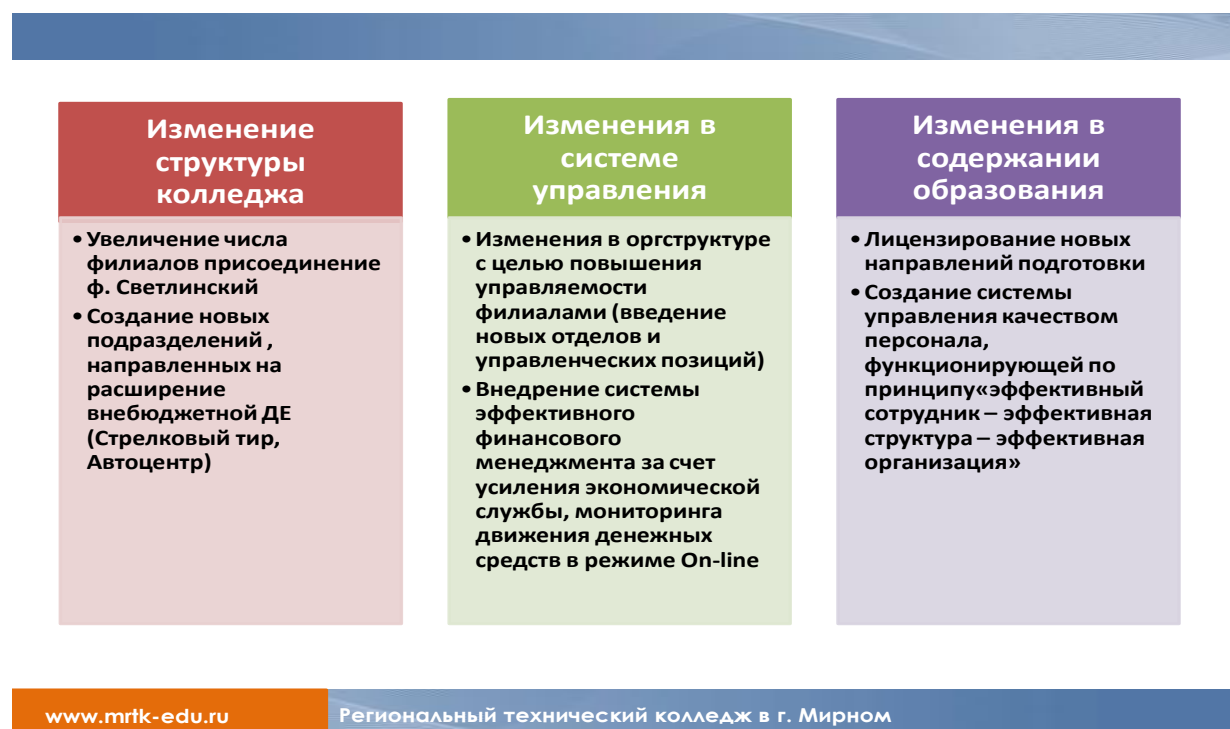 Изменение
структуры
колледжа
• Увеличение числа
филиалов присоединение
ф. Светлинский
• Создание новых
подразделений ,
направленных на
расширение
внебюджетной ДЕ
(Стрелковый тир,
Автоцентр)
Изменения в
системе
управления
• Изменения в оргструктуре
с целью повышения
управляемости
филиалами (введение
новых отделов и
управленческих позиций)
• Внедрение системы
эффективного
финансового
менеджмента за счет
усиления экономической
службы, мониторинга
движения денежных
средств в режиме On-line
Изменения в
содержании
образования
• Лицензирование новых
направлений подготовки
• Создание системы
управления качеством
персонала,
функционирующей по
принципу«эффективный
сотрудник – эффективная
структура – эффективная
организация»
www.mrtk-edu.ru
Региональный технический колледж в г. Мирном